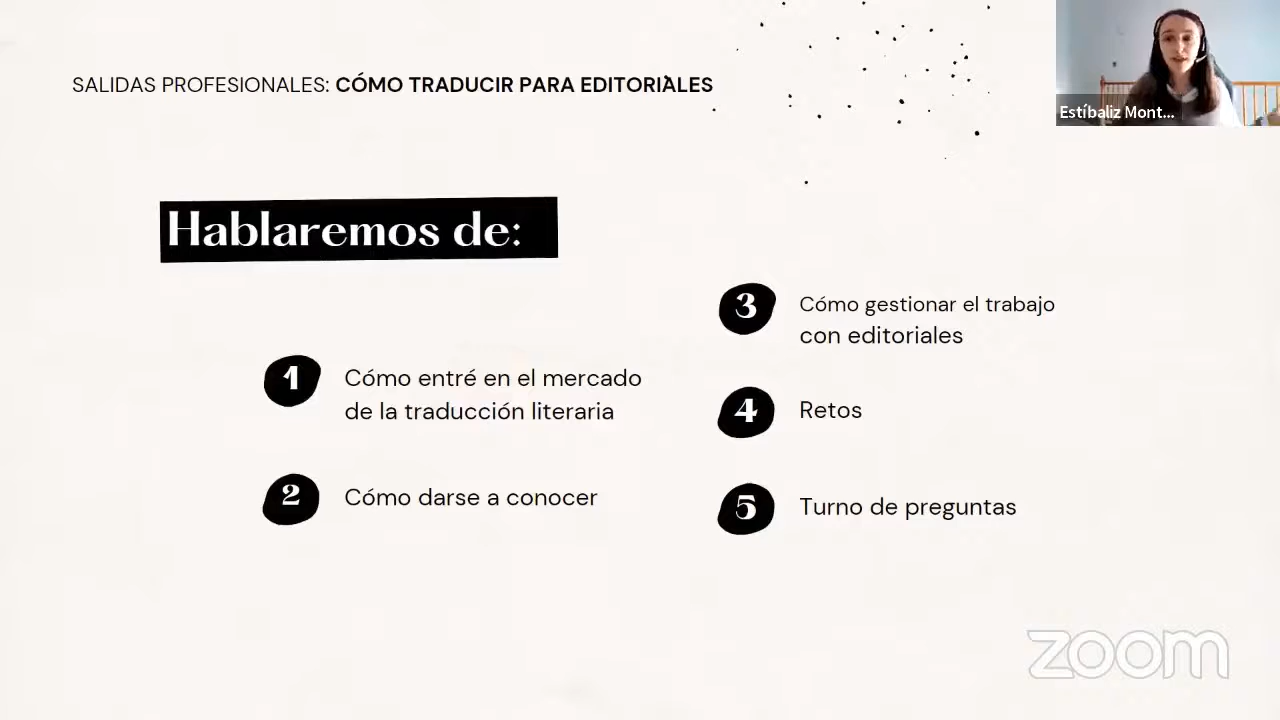 SALIDAS PROFESIONALES: CÓMO TRADUCIR PARA EDITORIALES
Estíbaliz Mont...
Hablaremos de:
1
Cómo entré en el mercado
de la traducción literaria
2
Cómo darse a conocer
3
Cómo gestionar el trabajo
con editoriales
4
Retos
5
Turno de preguntas
zoom